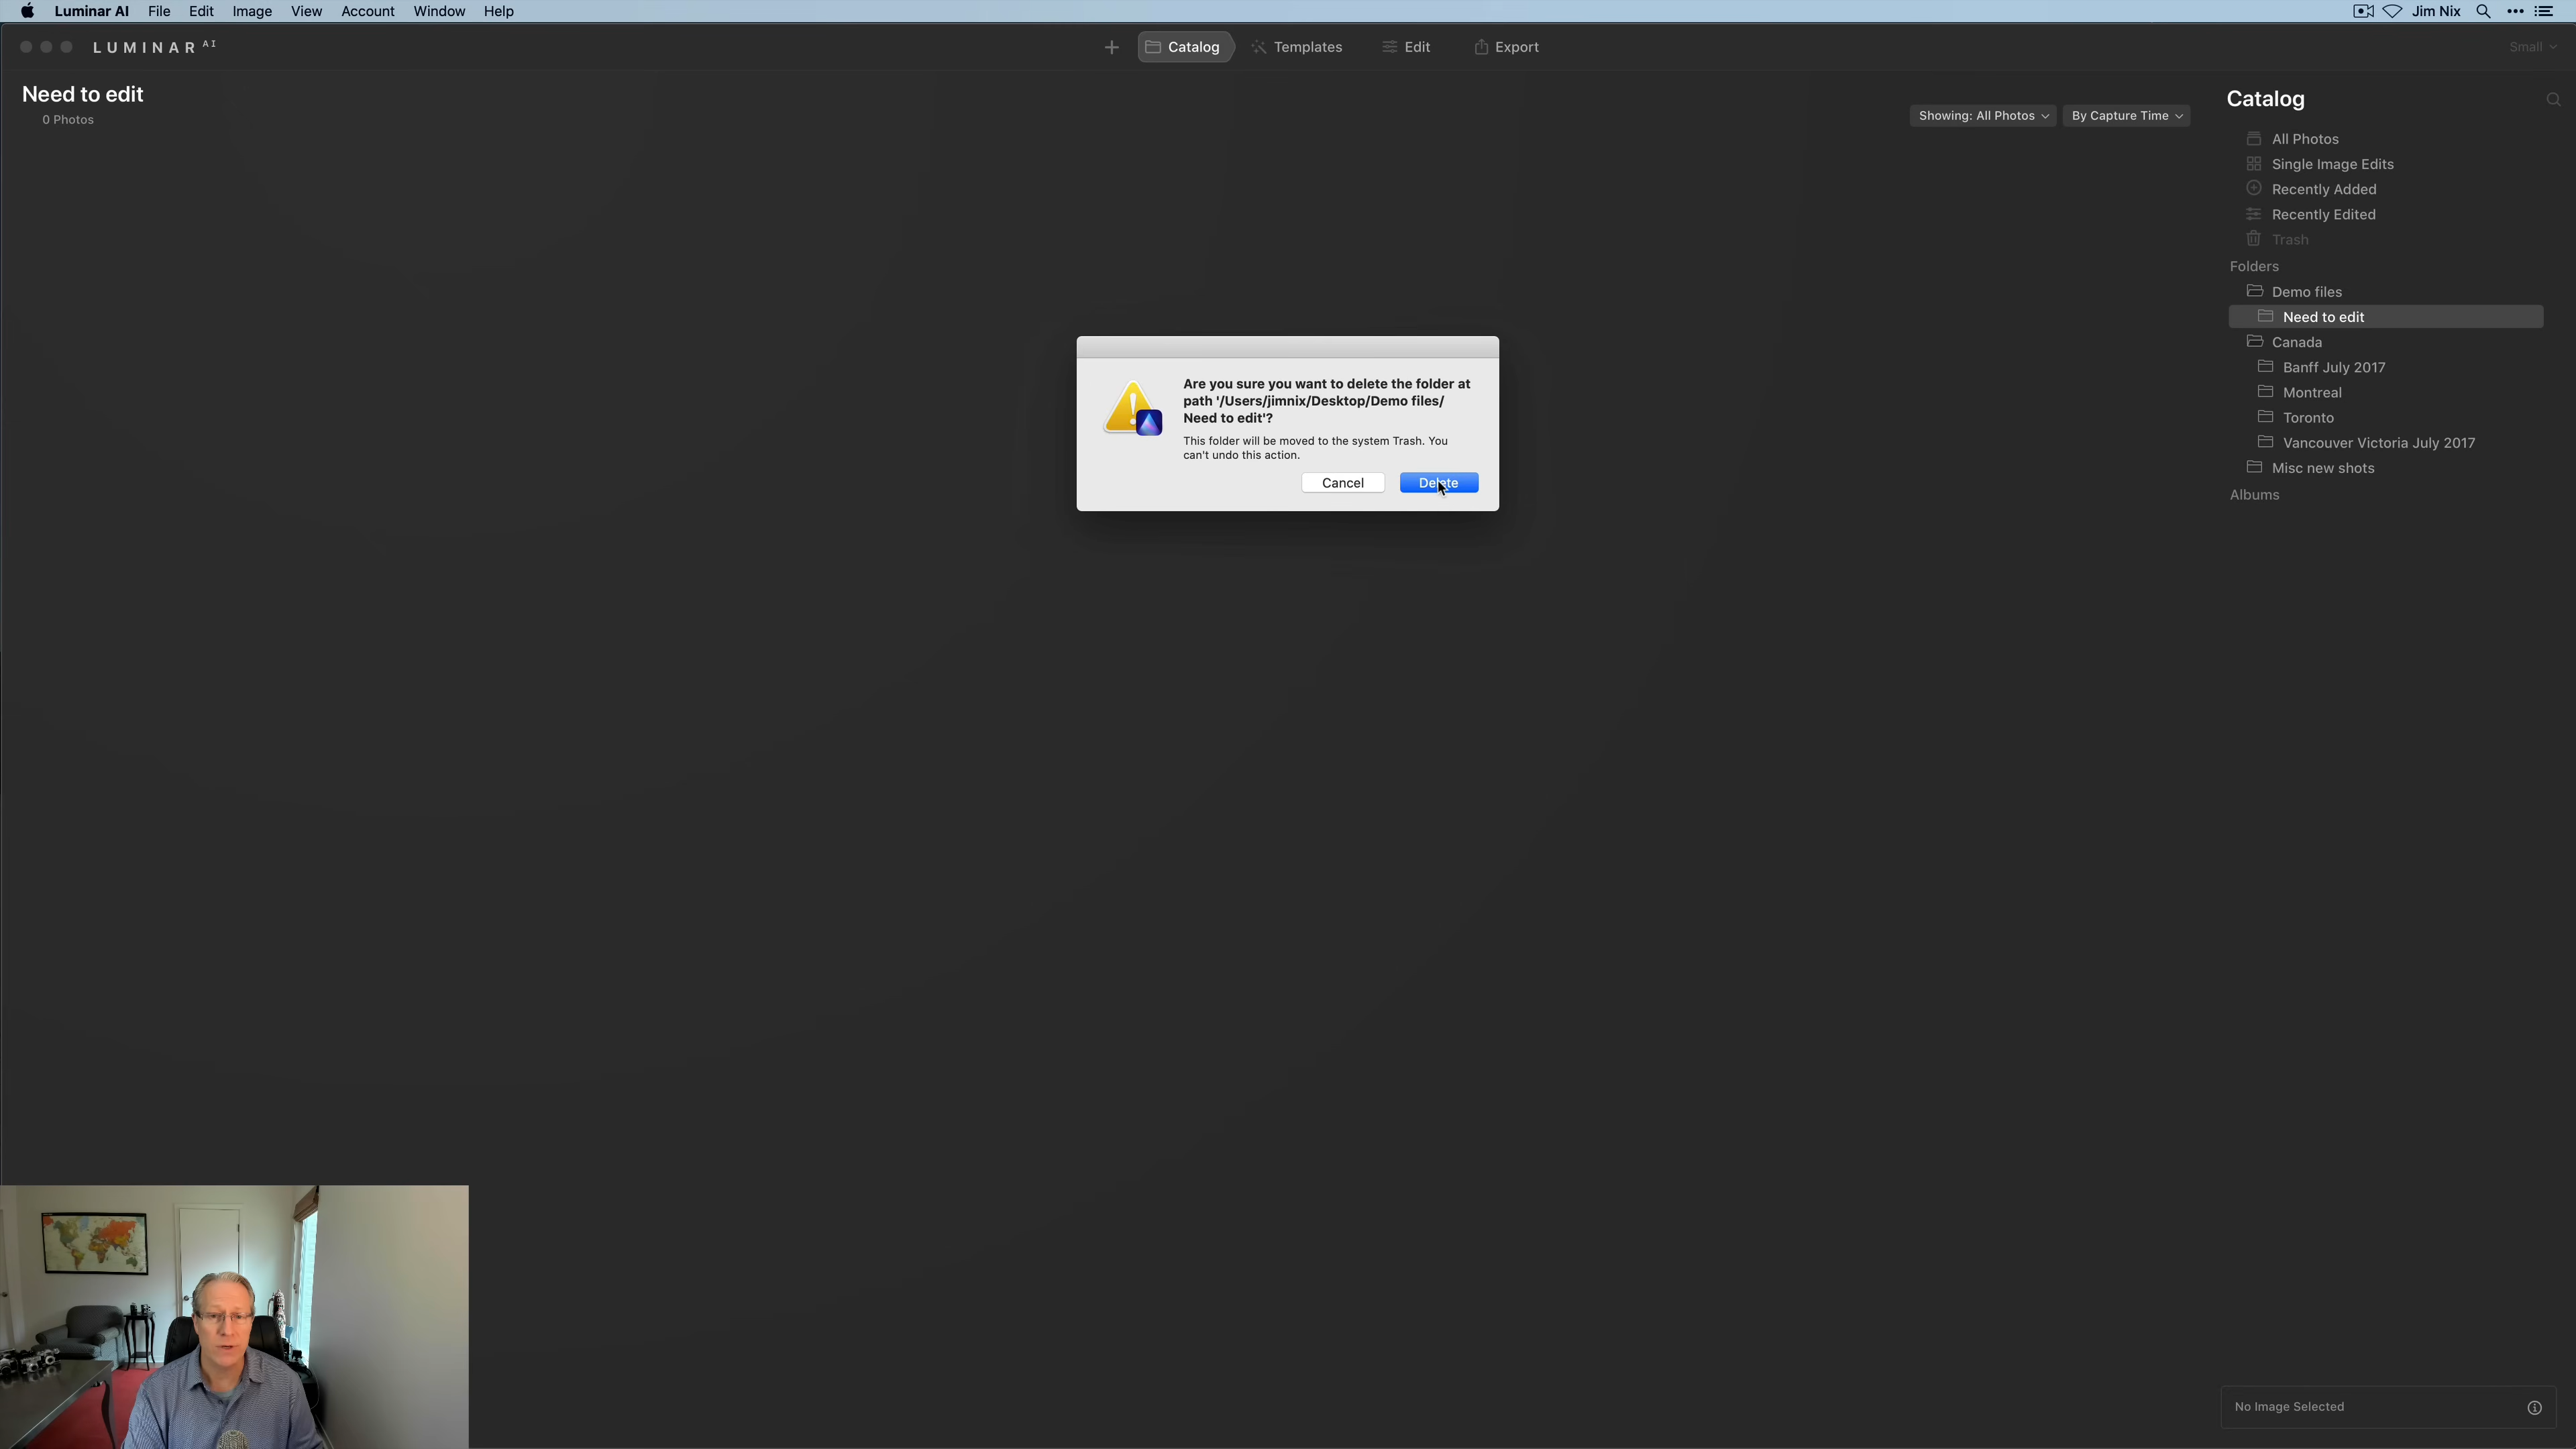 Luminar AI File Edit Image View Account Window Help Jim Nix
LUMINAR AI
Catalog Templates Edit Export Small
Need to edit
0 Photos
Showing: All Photos By Capture Time
Catalog
All Photos
Single Image Edits
Recently Added
Recently Edited
Trash
Folders
Demo files
Need to edit
Canada
Banff July 2017
Montreal
Toronto
Vancouver Victoria July 2017
Misc new shots
Albums
Are you sure you want to delete the folder at
path '/Users/jimnix/Desktop/Demo files/
Need to edit'?
This folder will be moved to the system Trash. You
can't undo this action.
Cancel Delete
No Image Selected